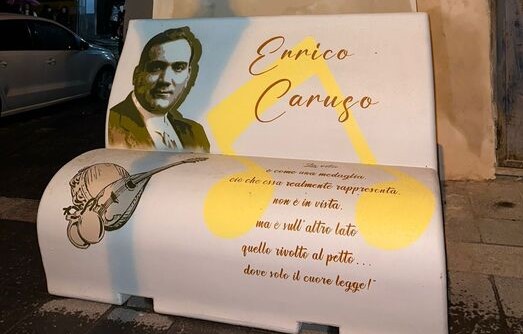 Enrico
Caruso
"La vita
è come una medaglia
ciò che essa realmente rappresenta,
non è in vista,
ma è sull'altro lato
quello rivolto al petto...
dove solo il cuore legge!"